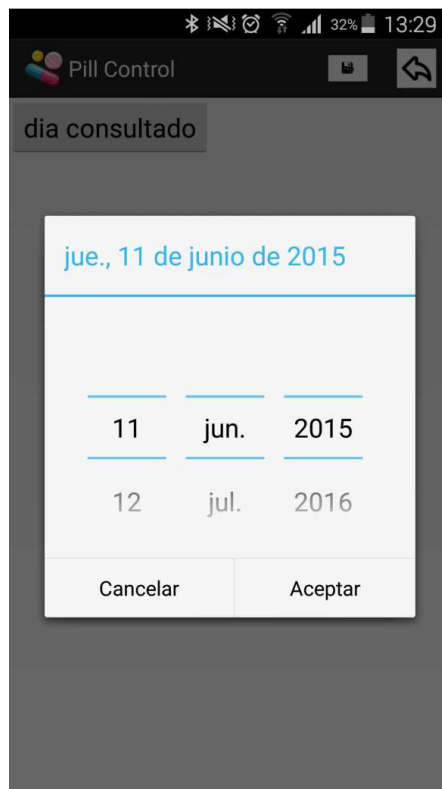 32% 13:29
Pill Control
dia consultado
jue., 11 de junio de 2015
11 jun. 2015
12 jul. 2016
Cancelar Aceptar